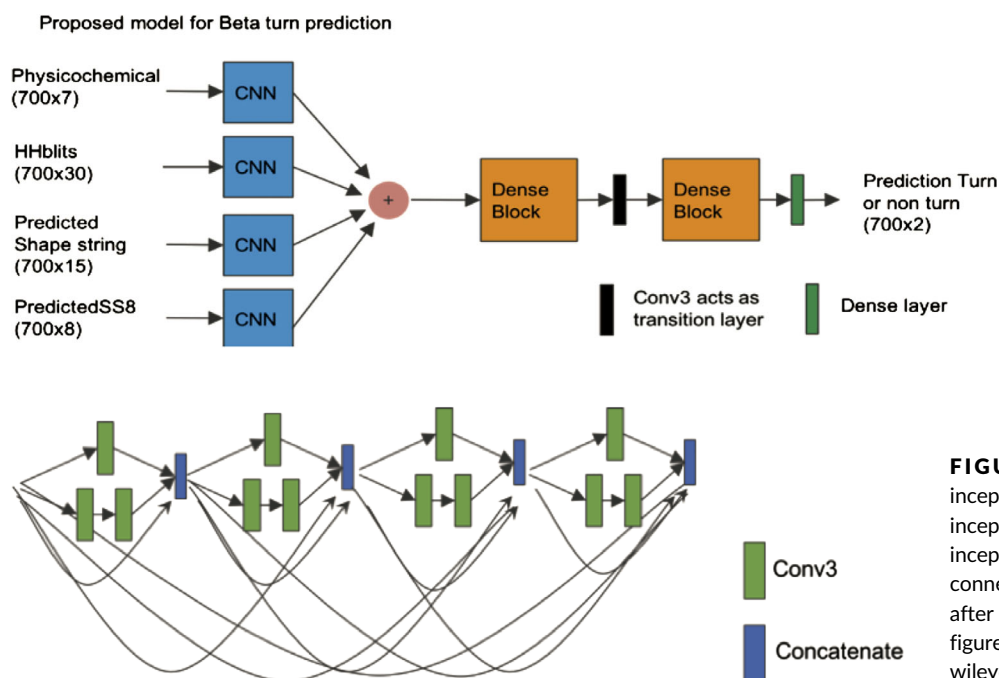 Proposed model for Beta turn prediction
Physicochemical
(700x7)
CNN
HHblits
(700x30)
CNN
Predicted
Shape string
(700x15)
CNN
PredictedSS8
(700x8)
CNN
+
Dense
Block
Dense
Block
Prediction Turn
or non turn
(700x2)
Conv3 acts as
transition layer
Dense layer
Conv3
Concatenate
FIGU
incep
incep
incep
conne
after
figure
wiley